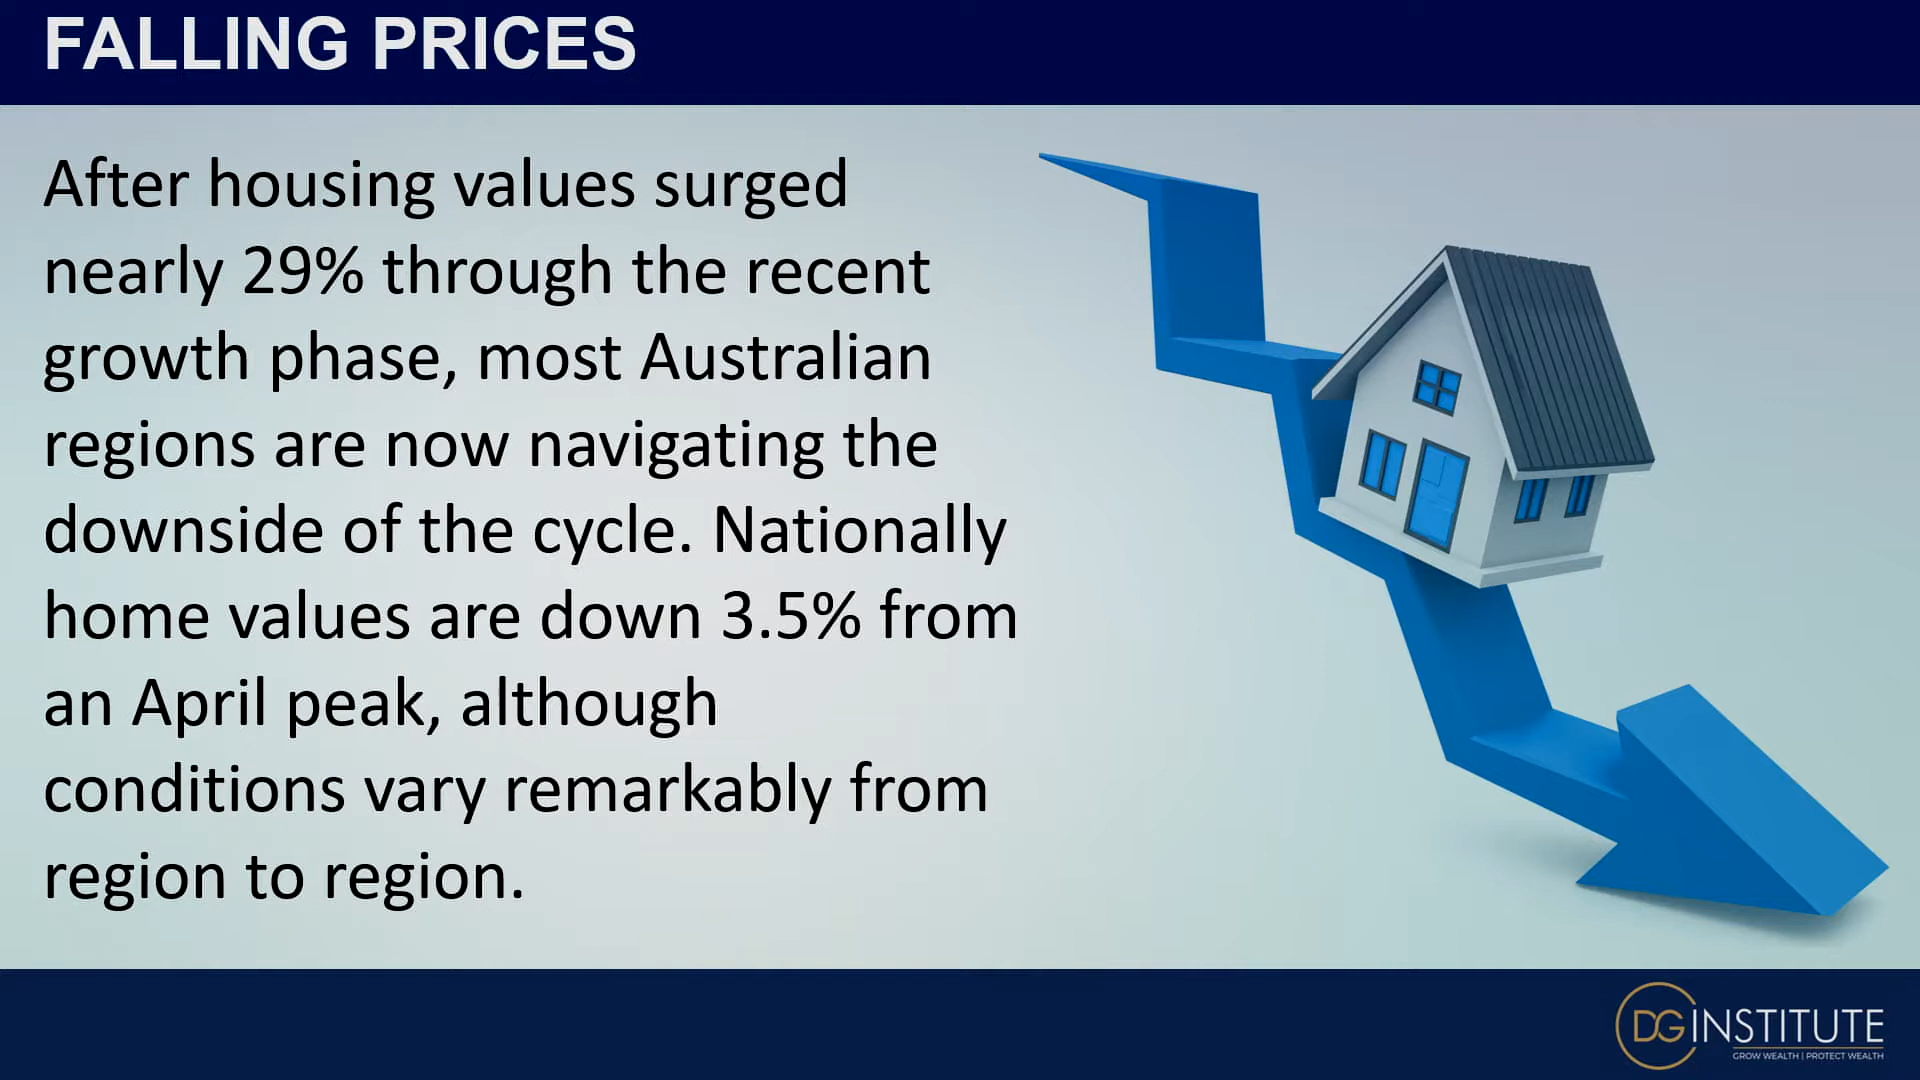 FALLING PRICES
After housing values surged
nearly 29% through the recent
growth phase, most Australian
regions are now navigating the
downside of the cycle. Nationally
home values are down 3.5% from
an April peak, although
conditions vary remarkably from
region to region.
DG INSTITUTE
GROW WEALTH | PROTECT WEALTH